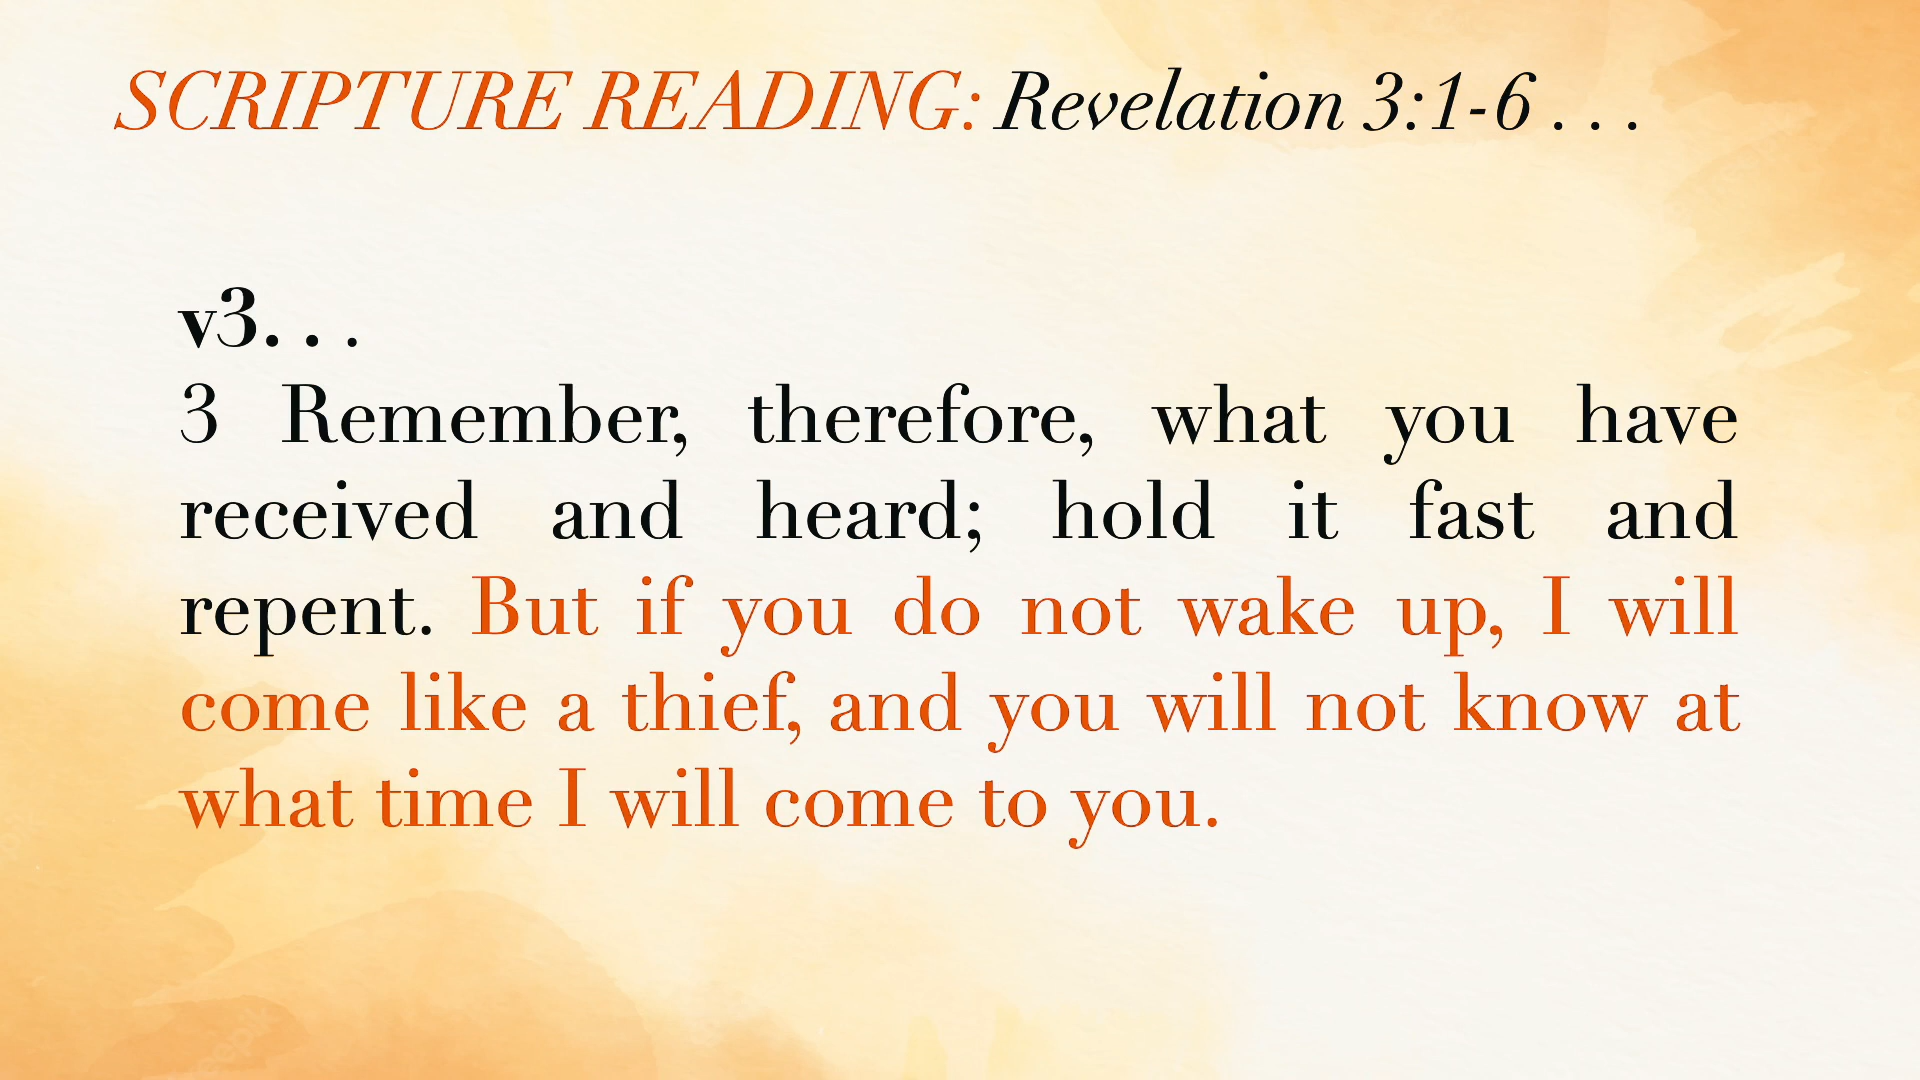 SCRIPTURE READING: Revelation 3:1-6 . . .
v3. . .
3 Remember, therefore, what you have
received and heard; hold it fast and
repent. But if you do not wake up, I will
come like a thief, and you will not know at
what time I will come to you.